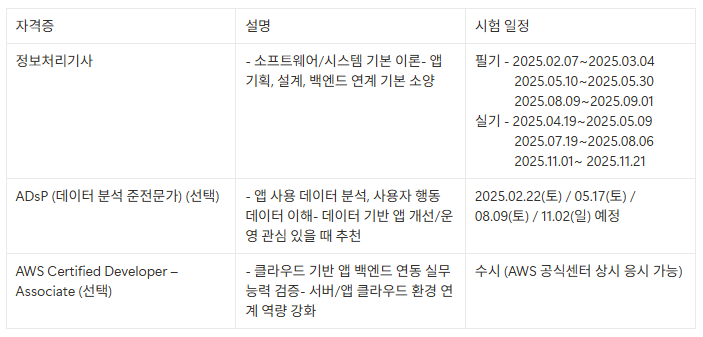 자격증
설명
시험 일정
정보처리기사
- 소프트웨어/시스템 기본 이론- 앱
기획, 설계, 백엔드 연계 기본 소양
필기 - 2025.02.07~2025.03.04
2025.05.10~2025.05.30
2025.08.09~2025.09.01
실기 - 2025.04.19~2025.05.09
2025.07.19~2025.08.06
2025.11.01~ 2025.11.21
ADsP (데이터 분석 준전문가) (선택)
- 앱 사용 데이터 분석, 사용자 행동
데이터 이해- 데이터 기반 앱 개선/운
영 관심 있을 때 추천
2025.02.22(토) / 05.17(토) /
08.09(토) / 11.02(일) 예정
AWS Certified Developer –
Associate (선택)
- 클라우드 기반 앱 백엔드 연동 실무
능력 검증- 서버/앱 클라우드 환경 연
계 역량 강화
수시 (AWS 공식센터 상시 응시 가능)